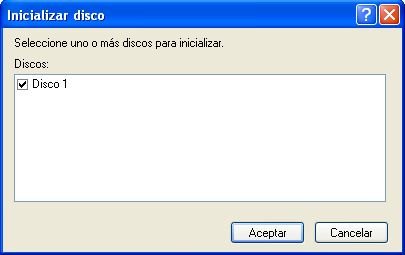 Inicializar disco
Seleccione uno o más discos para inicializar.
Discos:
Disco 1
Aceptar
Cancelar